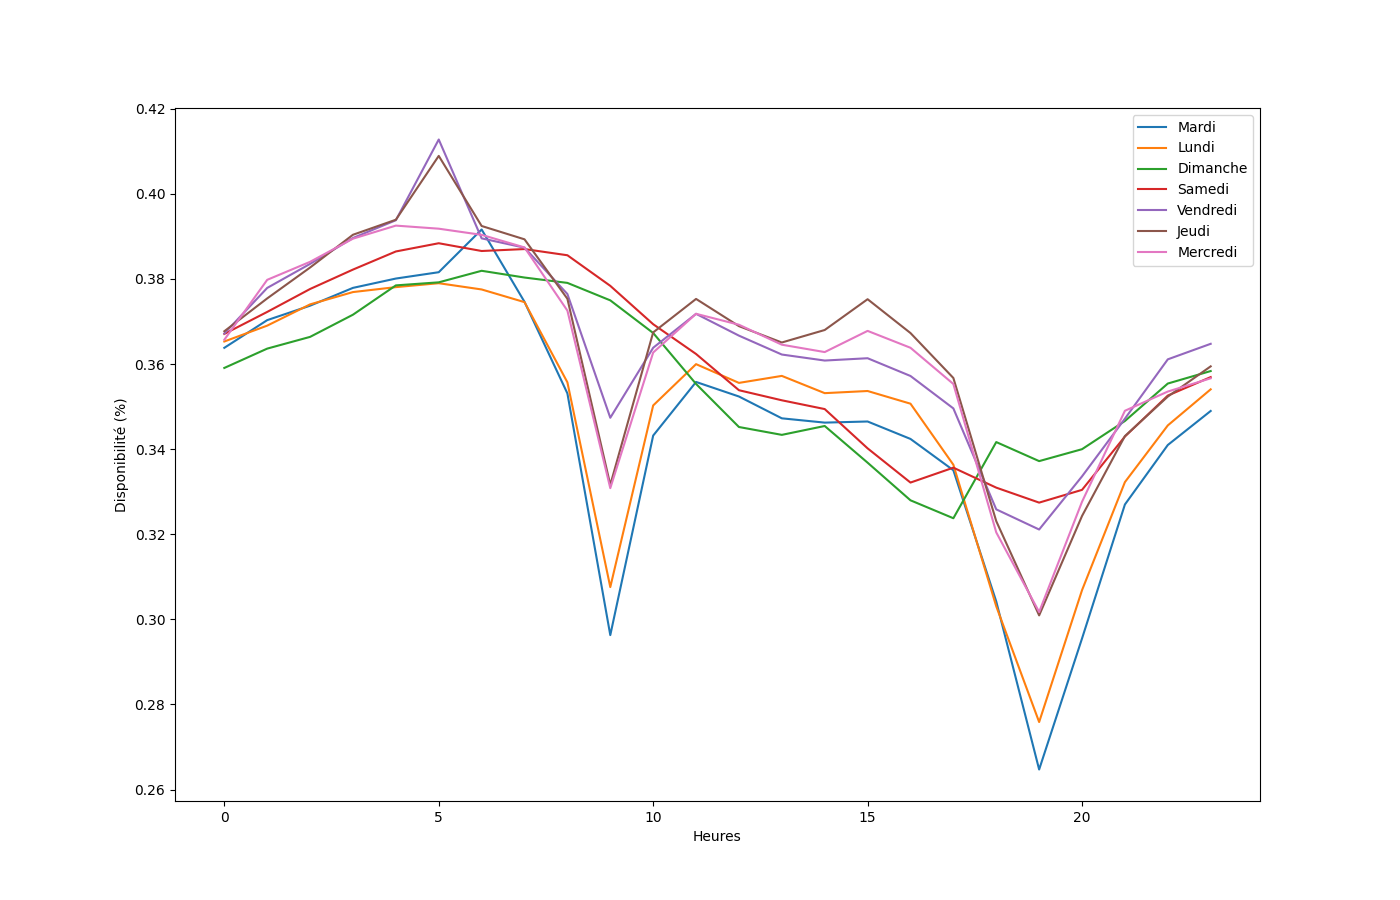 0.42
0.40
0.38
0.36
0.34
0.32
0.30
0.28
0.26
Disponibilité (%)
0 5 10 15 20
Heures
Mardi
Lundi
Dimanche
Samedi
Vendredi
Jeudi
Mercredi